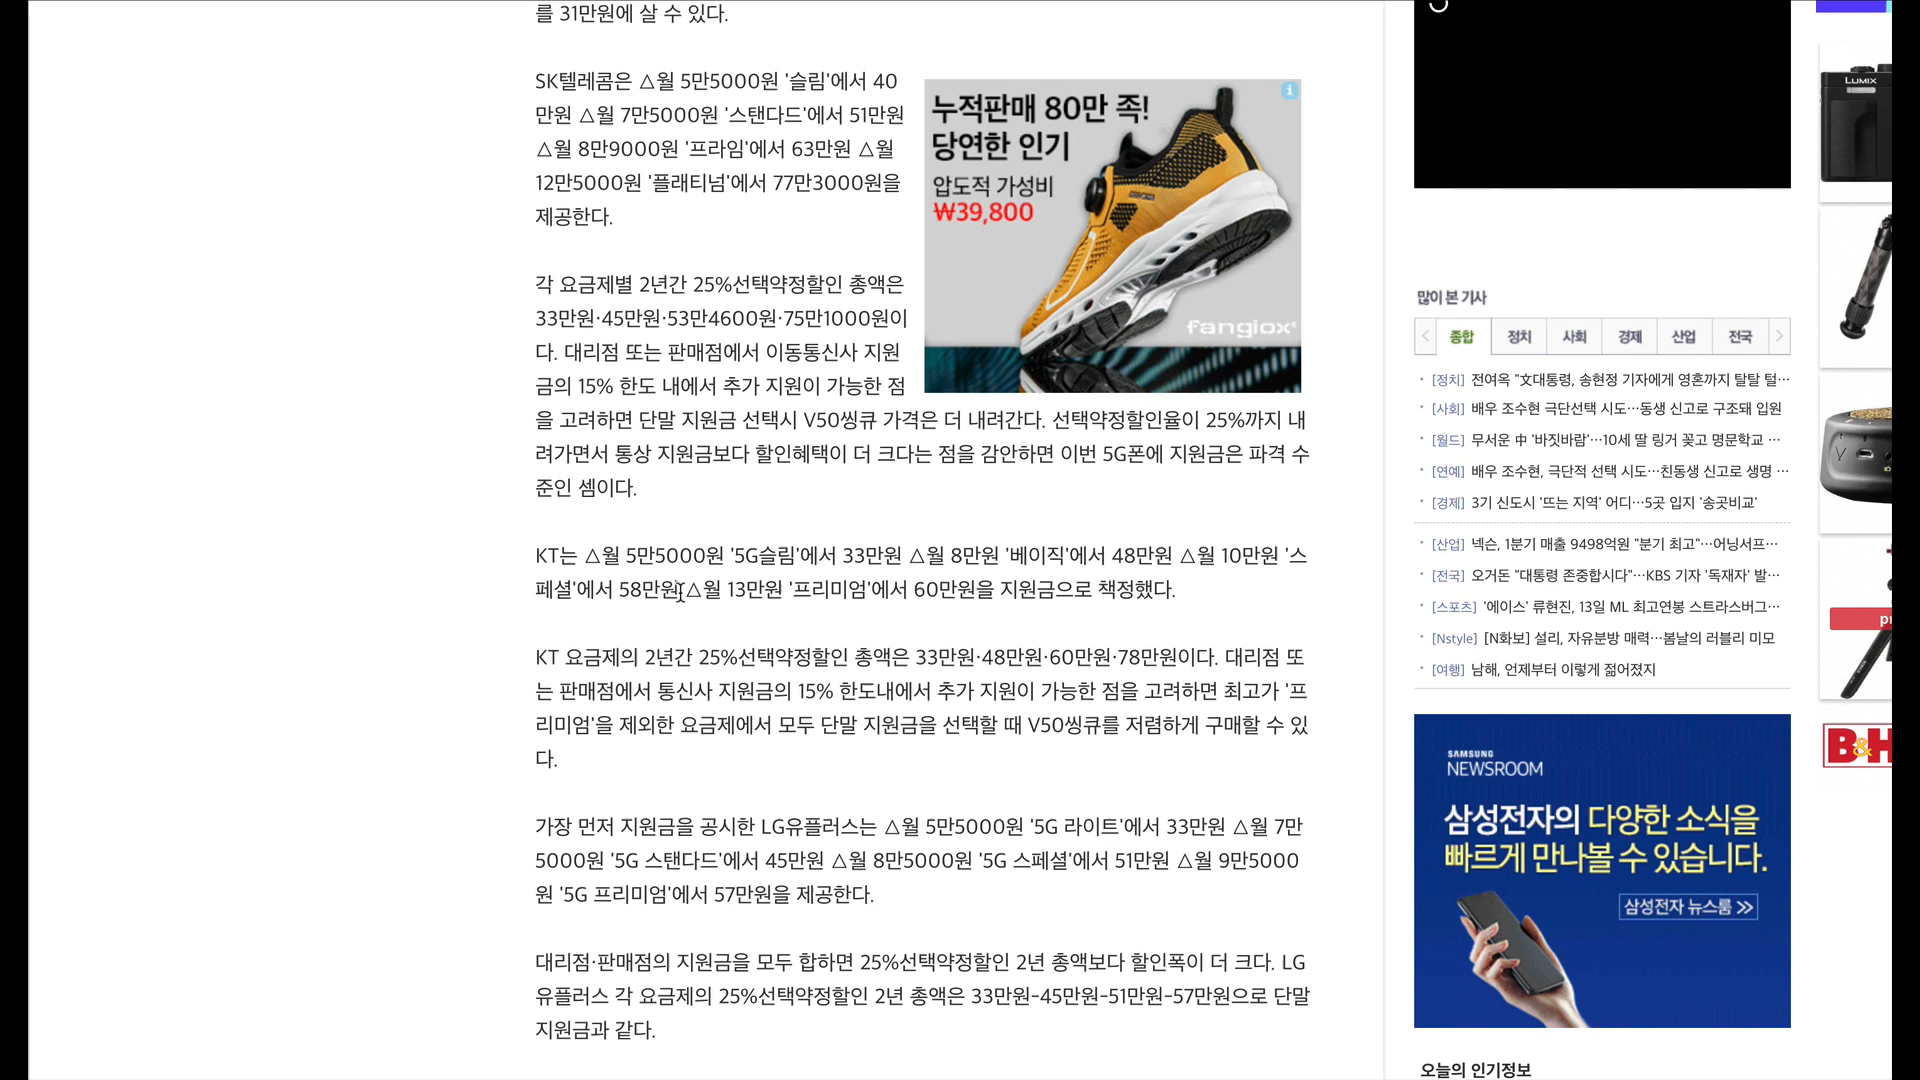 를 31만원에 살 수 있다.
SK텔레콤은 △월 5만5000원 '슬림'에서 40
만원 △월 7만5000원 '스탠다드'에서 51만원
△월 8만9000원 '프라임'에서 63만원 △월
12만5000원 '플래티넘'에서 77만3000원을
제공한다.
누적판매 80만 족!
당연한 인기
압도적 가성비
₩39,800
fangiox
각 요금제별 2년간 25%선택약정할인 총액은
33만원·45만원·53만4600원·75만1000원이
다. 대리점 또는 판매점에서 이동통신사 지원
금의 15% 한도 내에서 추가 지원이 가능한 점
을 고려하면 단말 지원금 선택시 V50씽큐 가격은 더 내려간다. 선택약정할인율이 25%까지 내
려가면서 통상 지원금보다 할인혜택이 더 크다는 점을 감안하면 이번 5G폰에 지원금은 파격 수
준인 셈이다.
KT는 △월 5만5000원 '5G슬림'에서 33만원 △월 8만원 '베이직'에서 48만원 △월 10만원 '스
페셜'에서 58만원 △월 13만원 '프리미엄'에서 60만원을 지원금으로 책정했다.
KT 요금제의 2년간 25%선택약정할인 총액은 33만원·48만원·60만원·78만원이다. 대리점 또
는 판매점에서 통신사 지원금의 15% 한도내에서 추가 지원이 가능한 점을 고려하면 최고가 '프
리미엄'을 제외한 요금제에서 모두 단말 지원금을 선택할 때 V50씽큐를 저렴하게 구매할 수 있
다.
가장 먼저 지원금을 공시한 LG유플러스는 △월 5만5000원 '5G 라이트'에서 33만원 △월 7만
5000원 '5G 스탠다드'에서 45만원 △월 8만5000원 '5G 스페셜'에서 51만원 △월 9만5000
원 '5G 프리미엄'에서 57만원을 제공한다.
대리점·판매점의 지원금을 모두 합하면 25%선택약정할인 2년 총액보다 할인폭이 더 크다. LG
유플러스 각 요금제의 25%선택약정할인 2년 총액은 33만원-45만원-51만원-57만원으로 단말
지원금과 같다.
많이 본 기사
종합 정치 사회 경제 산업 전국
[정치] 전여옥 "文대통령, 송현정 기자에게 영혼까지 탈탈 털…
[사회] 배우 조수현 극단선택 시도…동생 신고로 구조돼 입원
[월드] 무서운 中 '바짓바람'…10세 딸 링거 꽂고 명문학교 …
[연예] 배우 조수현, 극단적 선택 시도…친동생 신고로 생명 …
[경제] 3기 신도시 '뜨는 지역' 어디…5곳 입지 '송곳비교'
[산업] 넥슨, 1분기 매출 9498억원 "분기 최고"…어닝서프…
[전국] 오거돈 "대통령 존중합시다"…KBS 기자 '독재자' 발…
[스포츠] '에이스' 류현진, 13일 ML 최고연봉 스트라스버그…
[Nstyle] [N화보] 설리, 자유분방 매력…봄날의 러블리 미모
[여행] 남해, 언제부터 이렇게 젊어졌지
SAMSUNG
NEWSROOM
삼성전자의 다양한 소식을
빠르게 만나볼 수 있습니다.
삼성전자 뉴스룸 >>
오늘의 인기정보
LUMIX
B&H